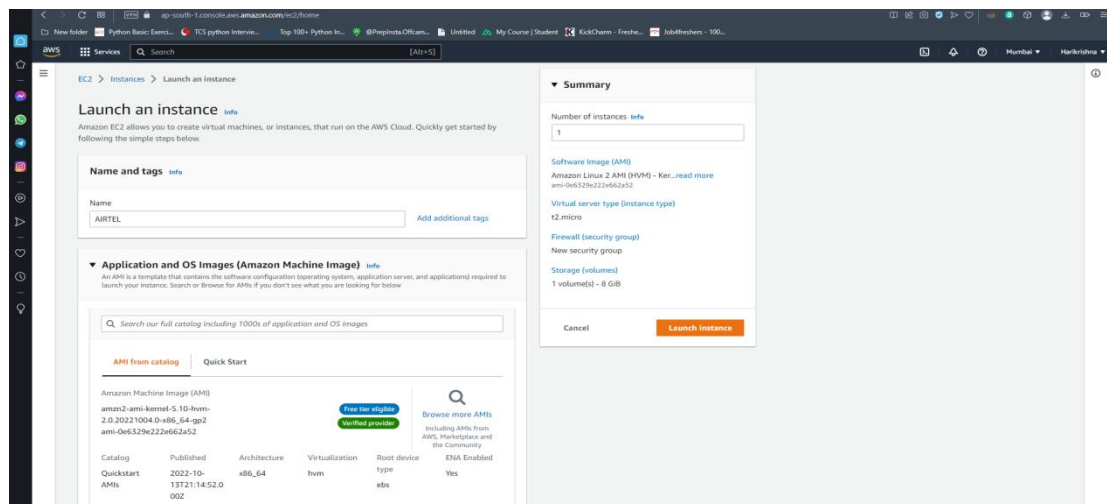 VPN ap-south-1.console.aws.amazon.com/ec2/home
New folder Python Basic: Exerci... TCS python Intervie... Top 100+ Python In... @PrepInsta.Offcam... Untitled My Course | Student KickCharm - Freshe... Job4freshers - 100...
aws Services Search [Alt+S] Mumbai Harikrishna
EC2 > Instances > Launch an instance
Launch an instance Info
Amazon EC2 allows you to create virtual machines, or instances, that run on the AWS Cloud. Quickly get started by
following the simple steps below.
Name and tags Info
Name
AIRTEL Add additional tags
Application and OS Images (Amazon Machine Image) Info
An AMI is a template that contains the software configuration (operating system, application server, and applications) required to
launch your instance. Search or Browse for AMIs if you don't see what you are looking for below
Search our full catalog including 1000s of application and OS images
AMI from catalog Quick Start
Amazon Machine Image (AMI)
amzn2-ami-kernel-5.10-hvm-
2.0.20221004.0-x86_64-gp2
ami-0e6329e222e662a52
Free tier eligible
Verified provider
Browse more AMIs
Including AMIs from
AWS, Marketplace and
the Community
Catalog Published Architecture Virtualization Root device type ENA Enabled
Quickstart AMIs 2022-10-13T21:14:52.000Z x86_64 hvm ebs Yes
Summary
Number of instances Info
1
Software Image (AMI)
Amazon Linux 2 AMI (HVM) - Ker...read more
ami-0e6329e222e662a52
Virtual server type (instance type)
t2.micro
Firewall (security group)
New security group
Storage (volumes)
1 volume(s) - 8 GiB
Cancel Launch instance